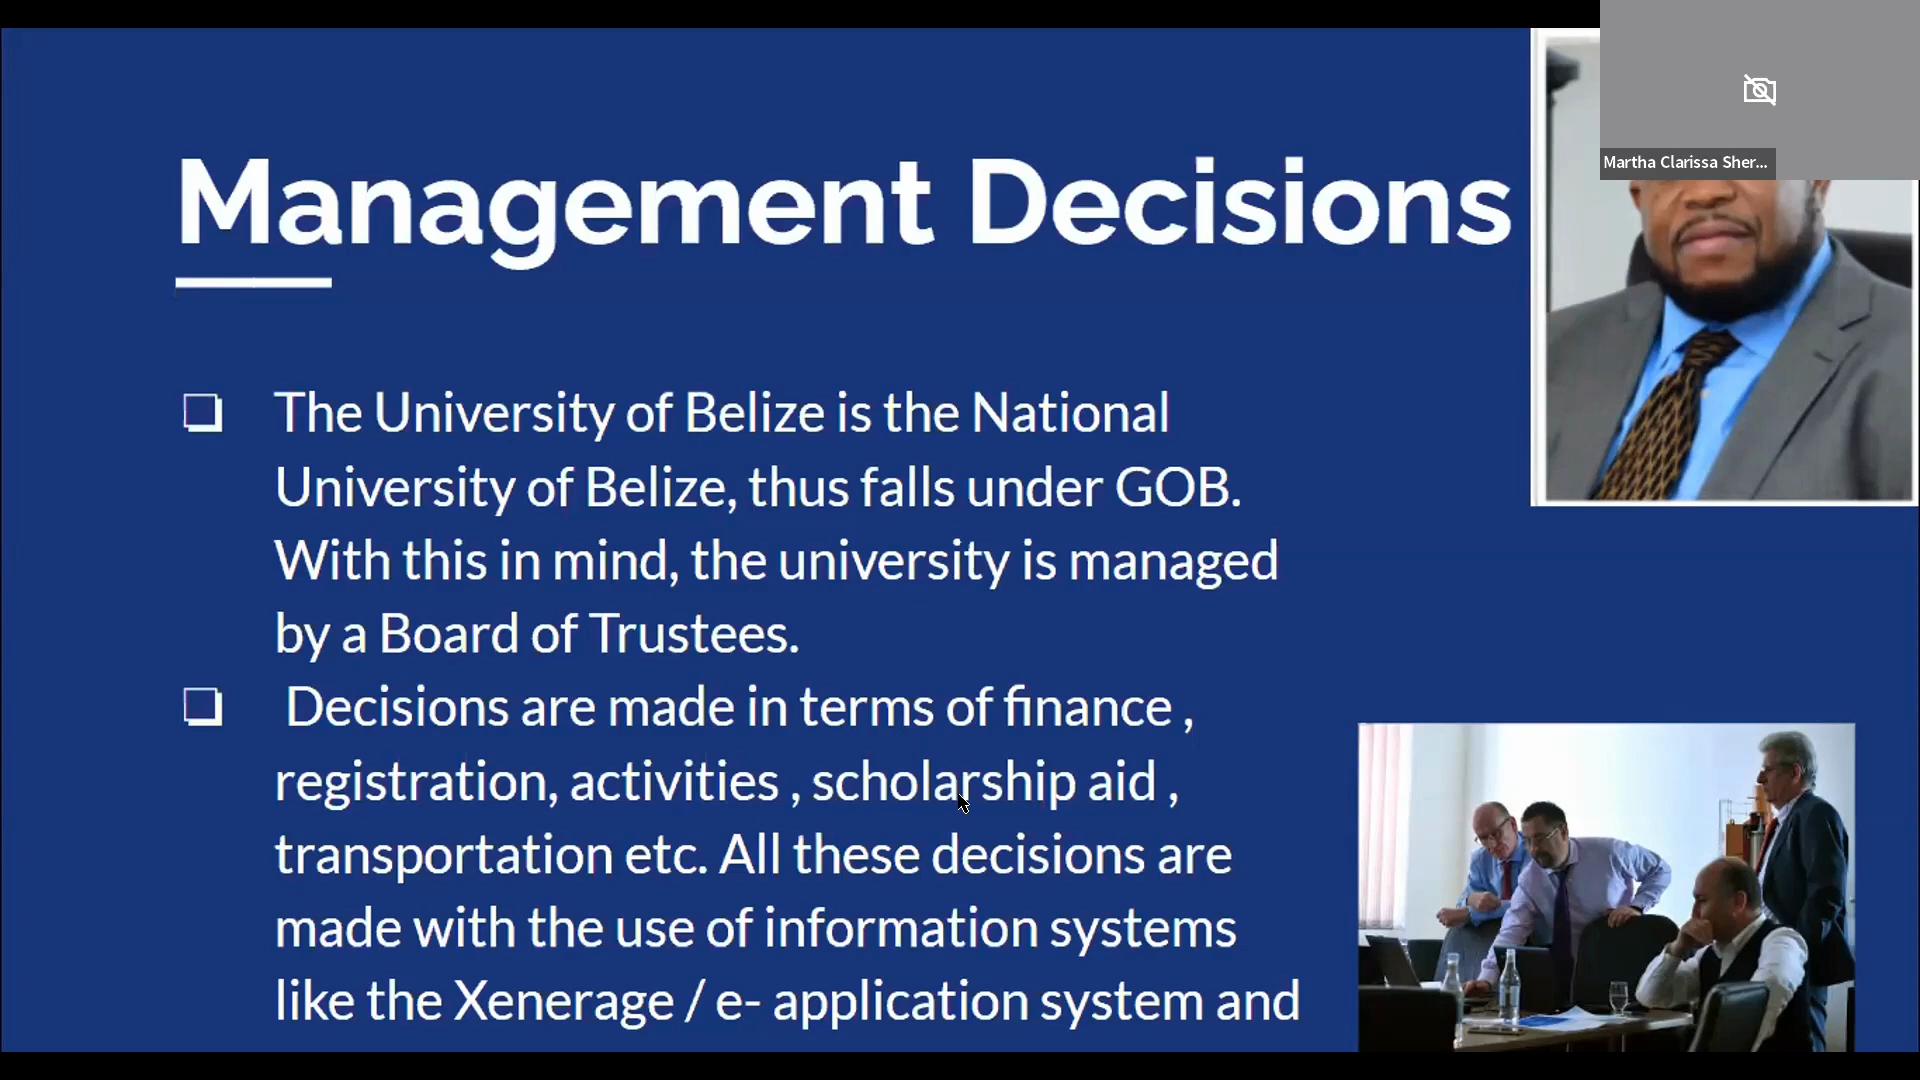 Martha Clarissa Sher...
Management Decisions
The University of Belize is the National
University of Belize, thus falls under GOB.
With this in mind, the university is managed
by a Board of Trustees.
Decisions are made in terms of finance ,
registration, activities , scholarship aid ,
transportation etc. All these decisions are
made with the use of information systems
like the Xenerage / e- application system and